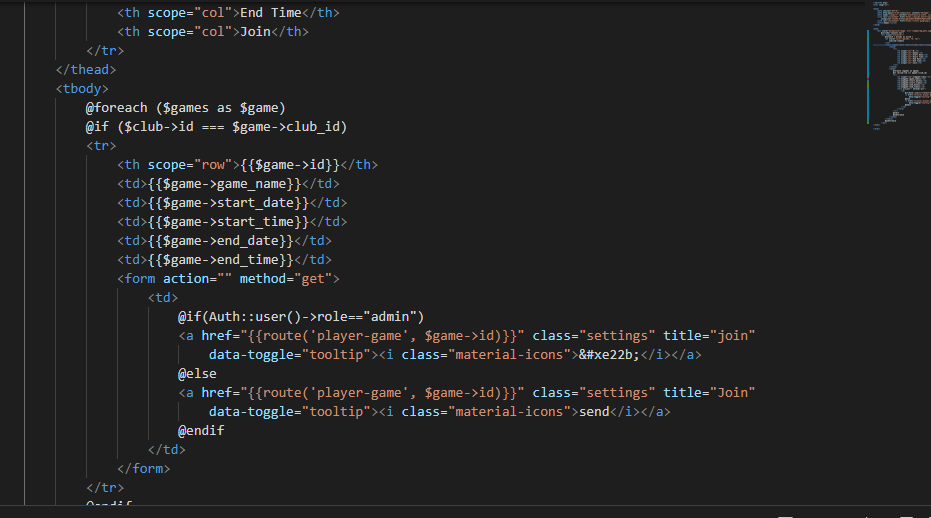 <th scope="col">End Time</th>
<th scope="col">Join</th>
</tr>
</thead>
<tbody>
@foreach ($games as $game)
@if ($club->id === $game->club_id)
<tr>
<th scope="row">{{$game->id}}</th>
<td>{{$game->game_name}}</td>
<td>{{$game->start_date}}</td>
<td>{{$game->start_time}}</td>
<td>{{$game->end_date}}</td>
<td>{{$game->end_time}}</td>
<form action="" method="get">
<td>
@if(Auth::user()->role=="admin")
<a href="{{route('player-game', $game->id)}}" class="settings" title="join"
data-toggle="tooltip"><i class="material-icons">&#xe22b;</i></a>
@else
<a href="{{route('player-game', $game->id)}}" class="settings" title="Join"
data-toggle="tooltip"><i class="material-icons">send</i></a>
@endif
</td>
</form>
</tr>
@endif